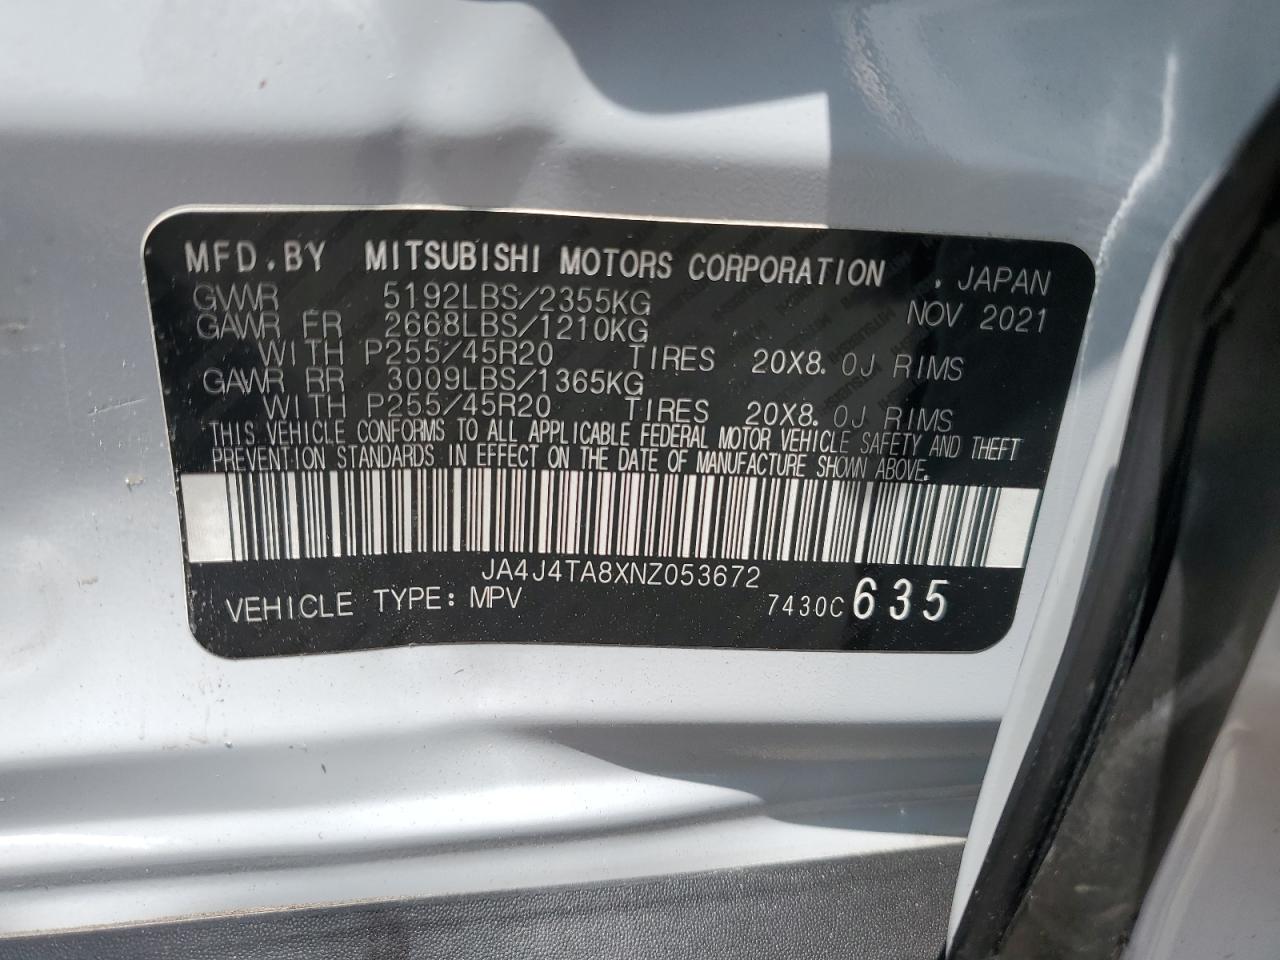 MFD.BY MITSUBISHI MOTORS CORPORATION , JAPAN
GVWR 5192LBS/2355KG NOV 2021
GAWR FR 2668LBS/1210KG
WITH P255/45R20 TIRES 20X8.0J RIMS
GAWR RR 3009LBS/1365KG
WITH P255/45R20 TIRES 20X8.0J RIMS
THIS VEHICLE CONFORMS TO ALL APPLICABLE FEDERAL MOTOR VEHICLE SAFETY AND THEFT
PREVENTION STANDARDS IN EFFECT ON THE DATE OF MANUFACTURE SHOWN ABOVE.
JA4J4TA8XNZ053672
VEHICLE TYPE: MPV 7430C 635